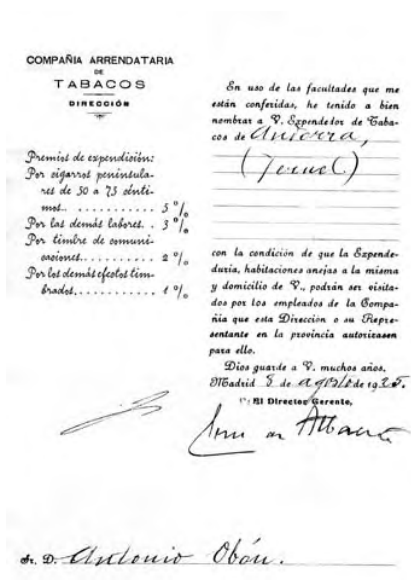 COMPAÑIA ARRENDATARIA
DE
TABACOS
DIRECCIÓN
Premios de expendición:
Por cigarros peninsula-
res de 50 a 75 cénti-
mos.......... 5 %
Por las demás labores.. 3 %
Por timbre de comuni-
caciones........ 2 %
Por los demás efectos tim-
brados........... 1 %
En uso de las facultades que me
están conferidas, he tenido a bien
nombrar a V. Expendedor de Taba-
cos de Andorra,
(Teruel)
con la condición de que la Expende-
duría, habitaciones anejas a la misma
y domicilio de V., podrán ser visita-
dos por los empleados de la Compa-
ñía que esta Dirección o su Repre-
sentante en la provincia autorizasen
para ello.
Dios guarde a V. muchos años.
Madrid 8 de agosto de 1925.
El Director Gerente,
Sr. D. Antonio Obón.